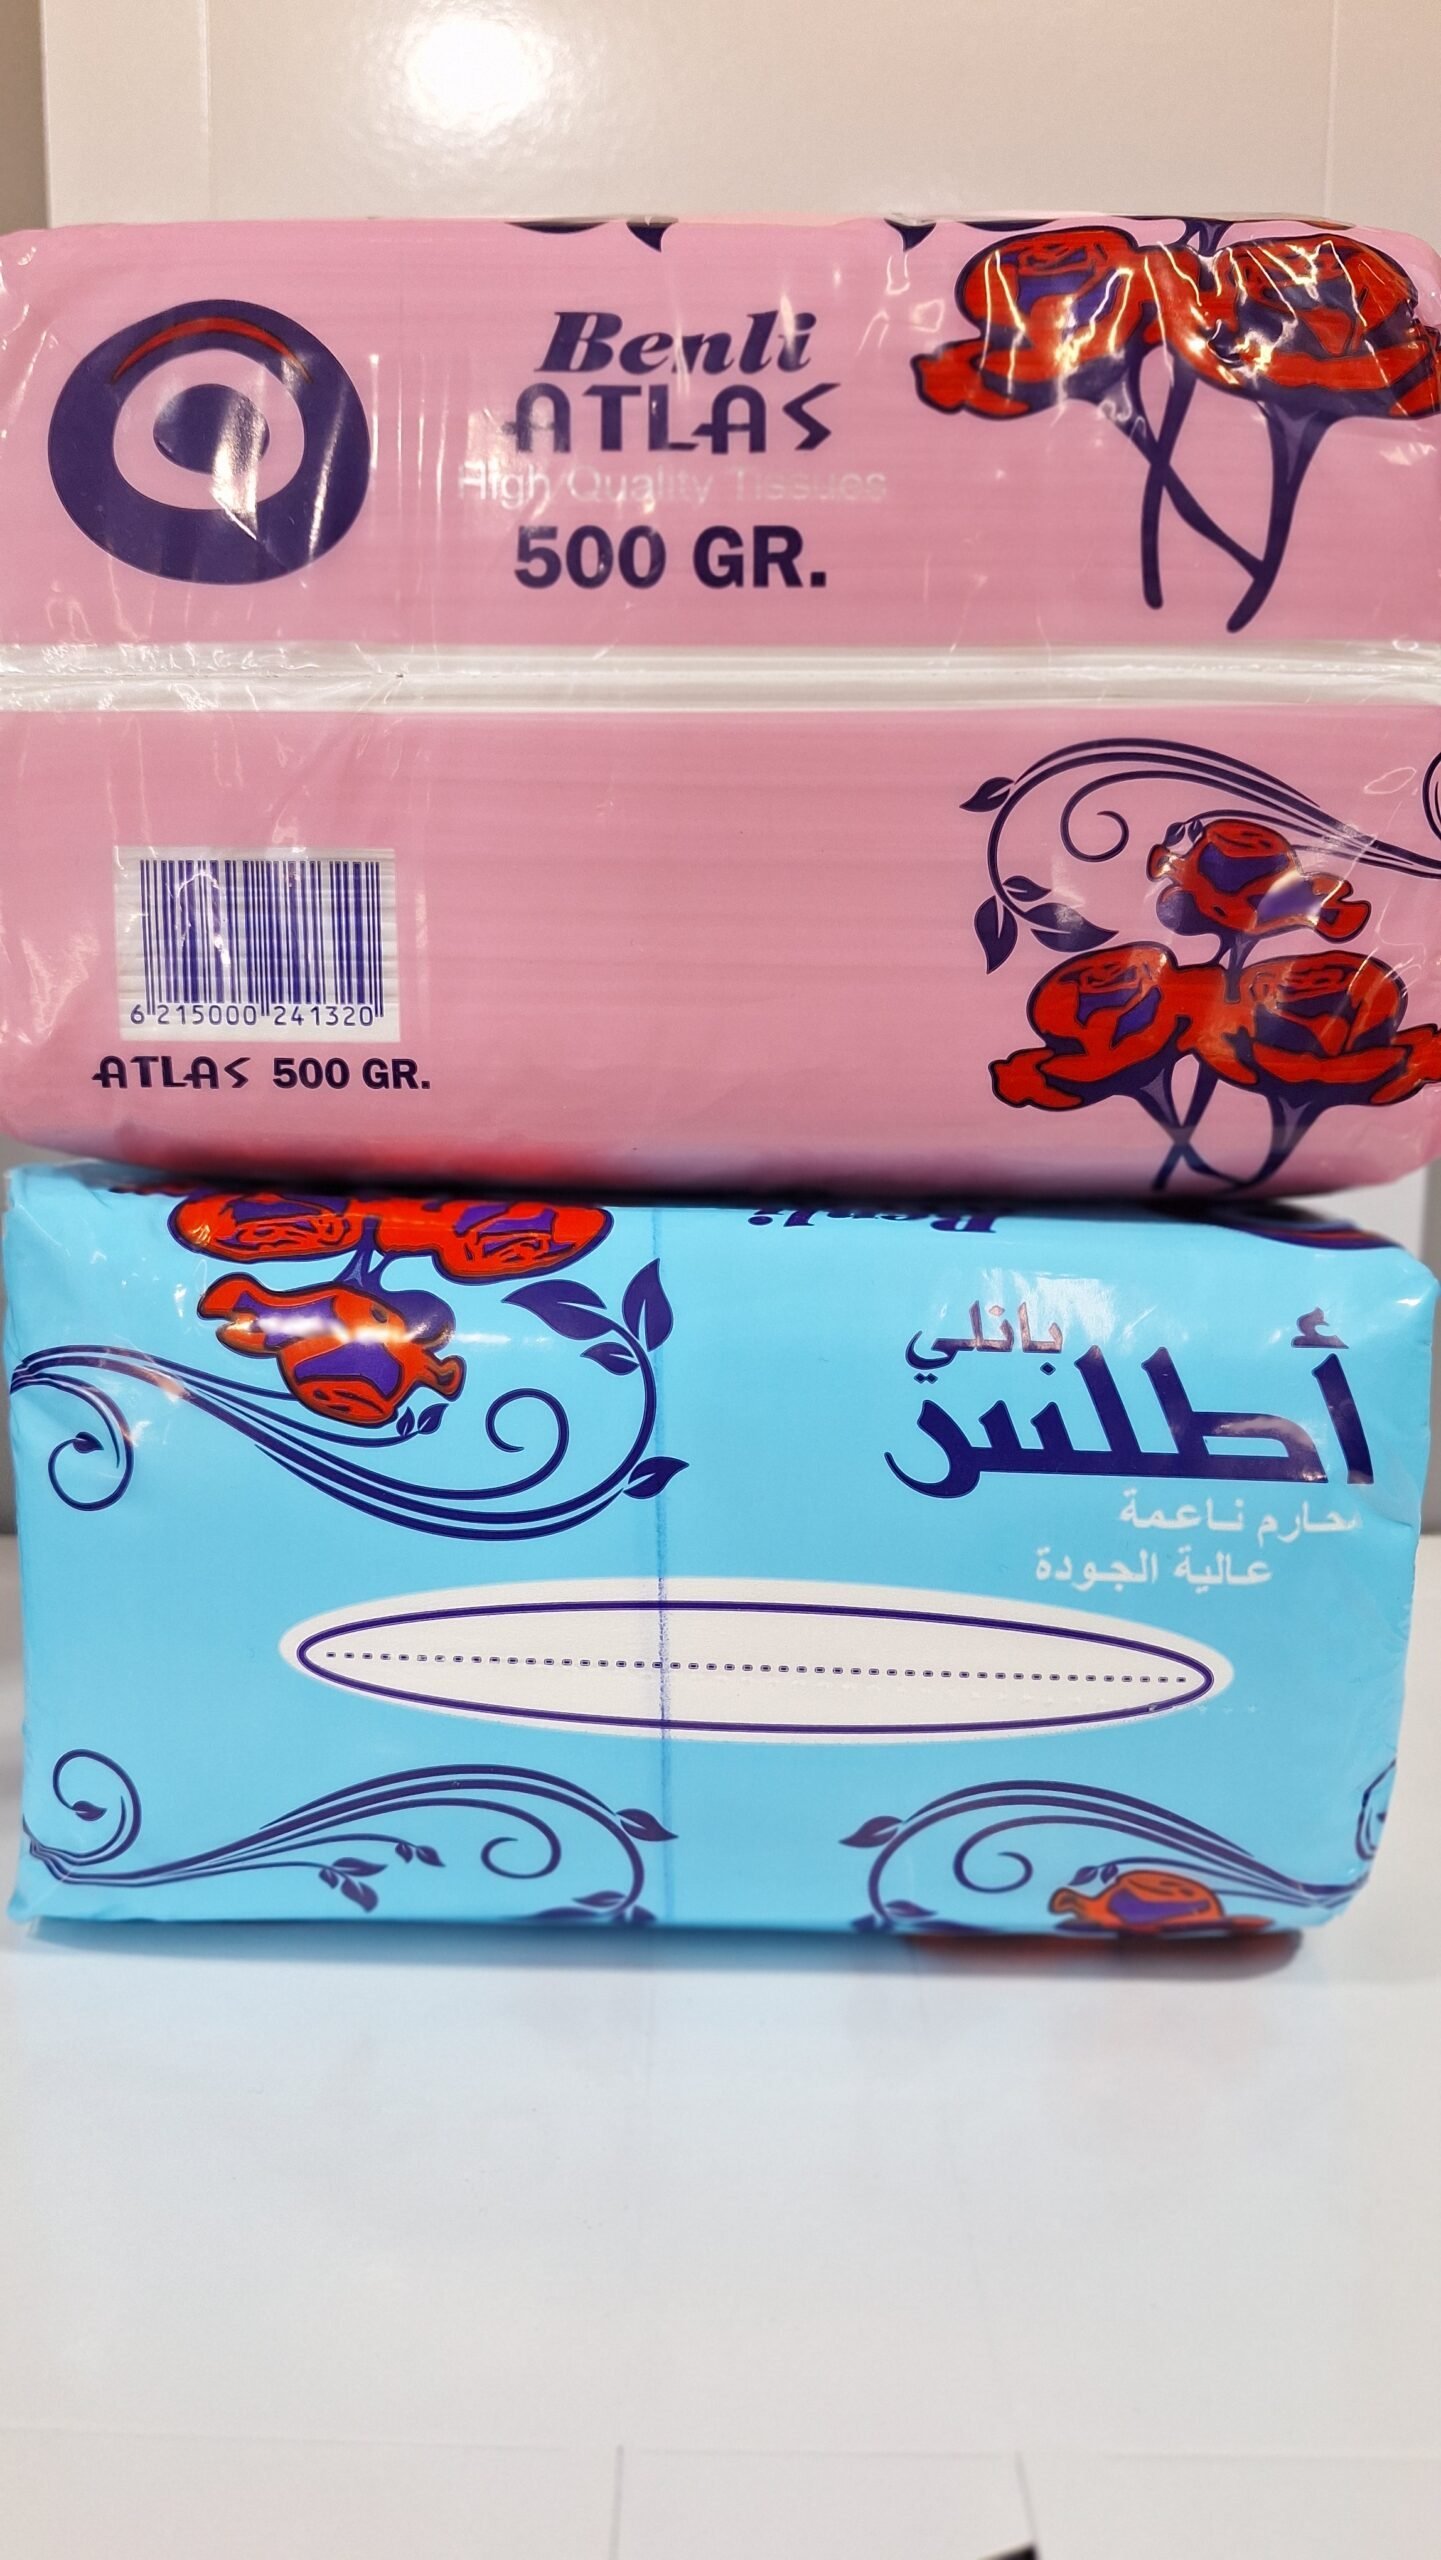 Benli
ATLAS
High Quality Tissues
500 GR.
6 215000 241320
ATLAS 500 GR.
Benli
بانلي
أطلس
محارم ناعمة
عالية الجودة